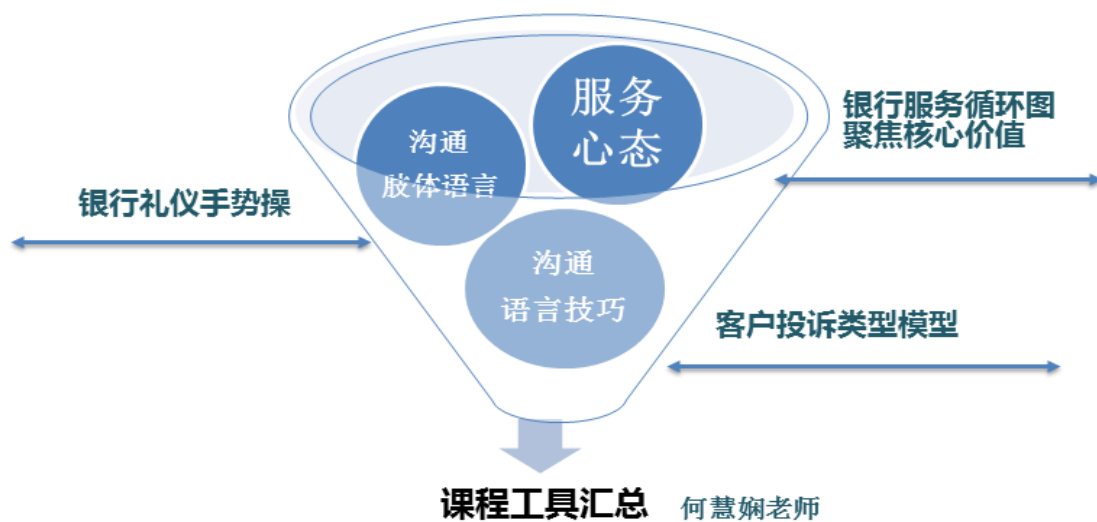 服务
心态
沟通
肢体语言
沟通
语言技巧
银行服务循环图
聚焦核心价值
银行礼仪手势操
客户投诉类型模型
课程工具汇总 何慧娴老师